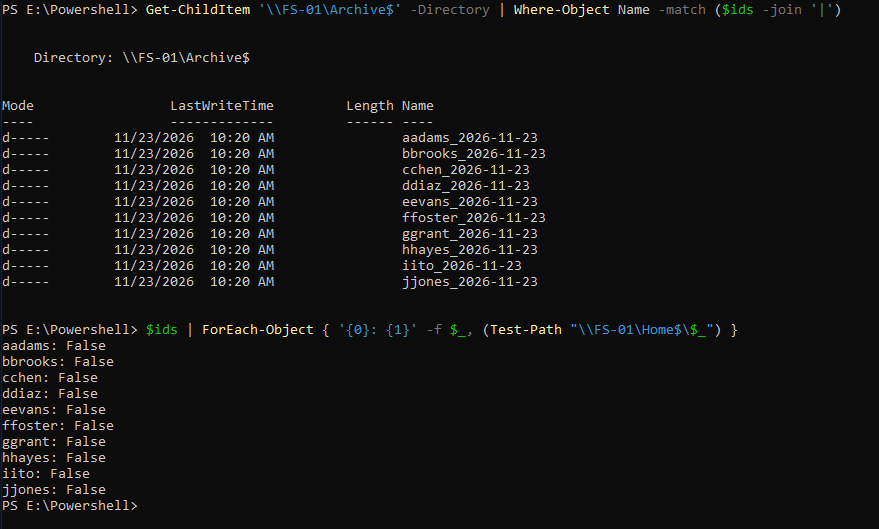 PS E:\Powershell> Get-ChildItem '\\FS-01\Archive$' -Directory | Where-Object Name -match ($ids -join '|')
Directory: \\FS-01\Archive$
Mode LastWriteTime Length Name
---- ------------- ------ ----
d----- 11/23/2026 10:20 AM aadams_2026-11-23
d----- 11/23/2026 10:20 AM bbrooks_2026-11-23
d----- 11/23/2026 10:20 AM cchen_2026-11-23
d----- 11/23/2026 10:20 AM ddiaz_2026-11-23
d----- 11/23/2026 10:20 AM eevans_2026-11-23
d----- 11/23/2026 10:20 AM ffoster_2026-11-23
d----- 11/23/2026 10:20 AM ggrant_2026-11-23
d----- 11/23/2026 10:20 AM hhayes_2026-11-23
d----- 11/23/2026 10:20 AM iito_2026-11-23
d----- 11/23/2026 10:20 AM jjones_2026-11-23
PS E:\Powershell> $ids | ForEach-Object { '{0}: {1}' -f $_, (Test-Path "\\FS-01\Home$\$_") }
aadams: False
bbrooks: False
cchen: False
ddiaz: False
eevans: False
ffoster: False
ggrant: False
hhayes: False
iito: False
jjones: False
PS E:\Powershell>